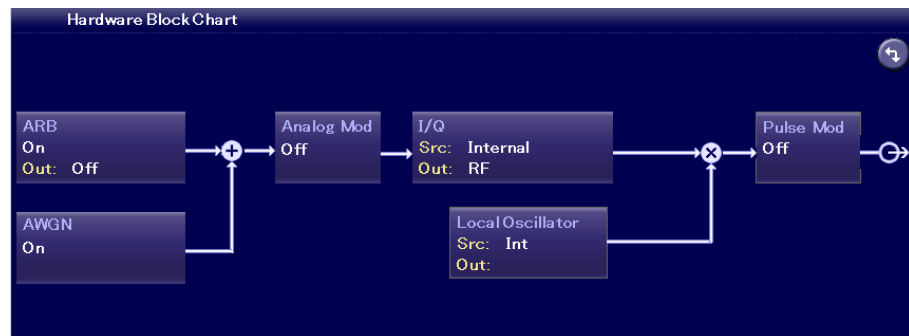 Hardware Block Chart
ARB
On
Out: Off
Analog Mod
Off
I/Q
Src: Internal
Out: RF
Pulse Mod
Off
AWGN
On
Local Oscillator
Src: Int
Out: